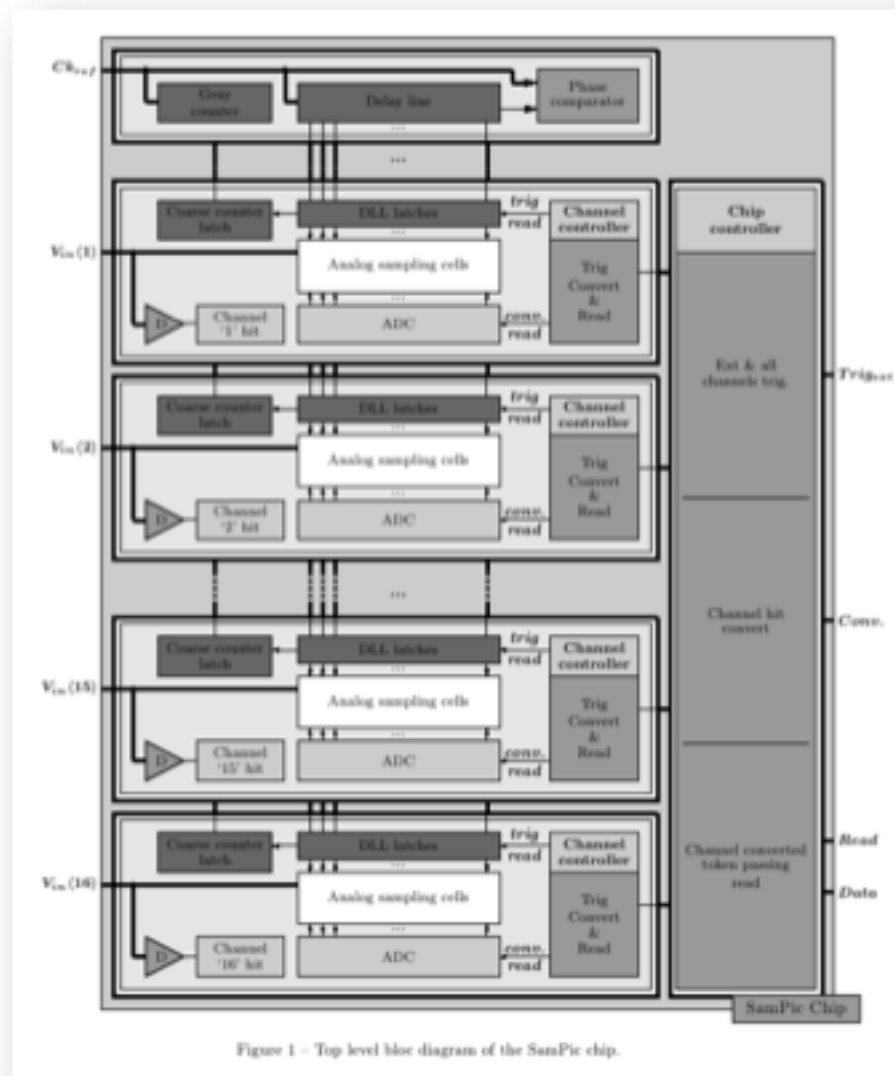 Ck_ref
Gray
counter
Delay line
Phase
comparator
...
...
Coarse counter
latch
DLL latches
trig
read
Channel
controller
Chip
controller
...
V_in(1)
Analog sampling cells
Trig
Convert
&
Read
...
D
Channel
'1' hit
ADC
conv.
read
Ext & all
channels trig.
Trig_ext
Coarse counter
latch
DLL latches
trig
read
Channel
controller
...
V_in(2)
Analog sampling cells
Trig
Convert
&
Read
...
D
Channel
'2' hit
ADC
conv.
read
...
Channel hit
convert
Conv.
Coarse counter
latch
DLL latches
trig
read
Channel
controller
...
V_in(15)
Analog sampling cells
Trig
Convert
&
Read
...
D
Channel
'15' hit
ADC
conv.
read
Channel converted
token passing
read
Read
Data
Coarse counter
latch
DLL latches
trig
read
Channel
controller
...
V_in(16)
Analog sampling cells
Trig
Convert
&
Read
...
D
Channel
'16' hit
ADC
conv.
read
SamPic Chip
Figure 1 – Top level bloc diagram of the SamPic chip.